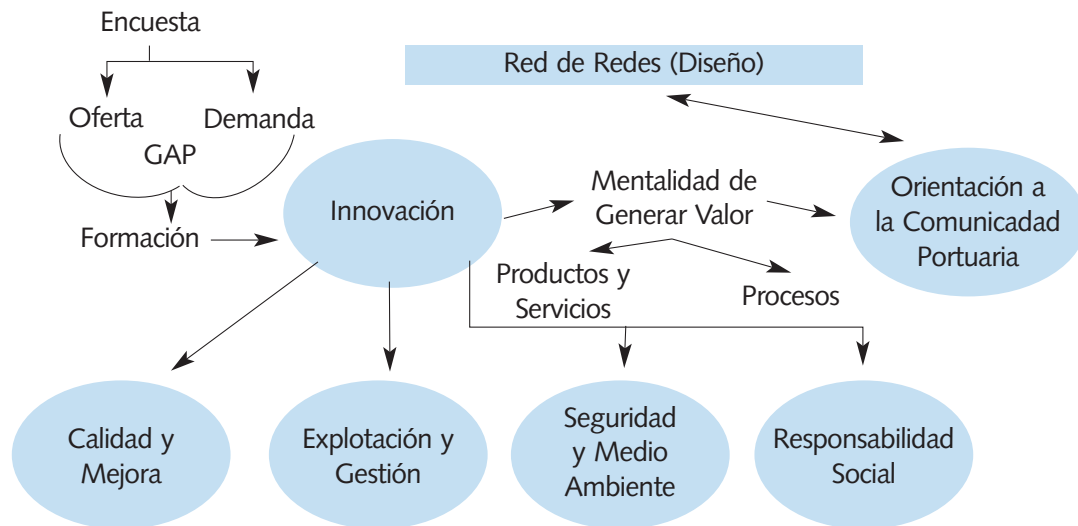 Encuesta
Red de Redes (Diseño)
Oferta
Demanda
GAP
Formación
Innovación
Mentalidad de
Generar Valor
Orientación a
la Comunicadad
Portuaria
Productos y
Servicios
Procesos
Calidad y
Mejora
Explotación y
Gestión
Seguridad
y Medio
Ambiente
Responsabilidad
Social